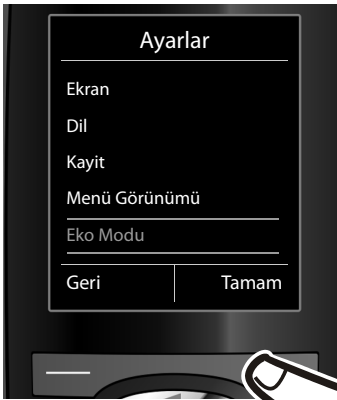 Ayarlar
Ekran
Dil
Kayit
Menü Görünümü
Eko Modu
Geri Tamam